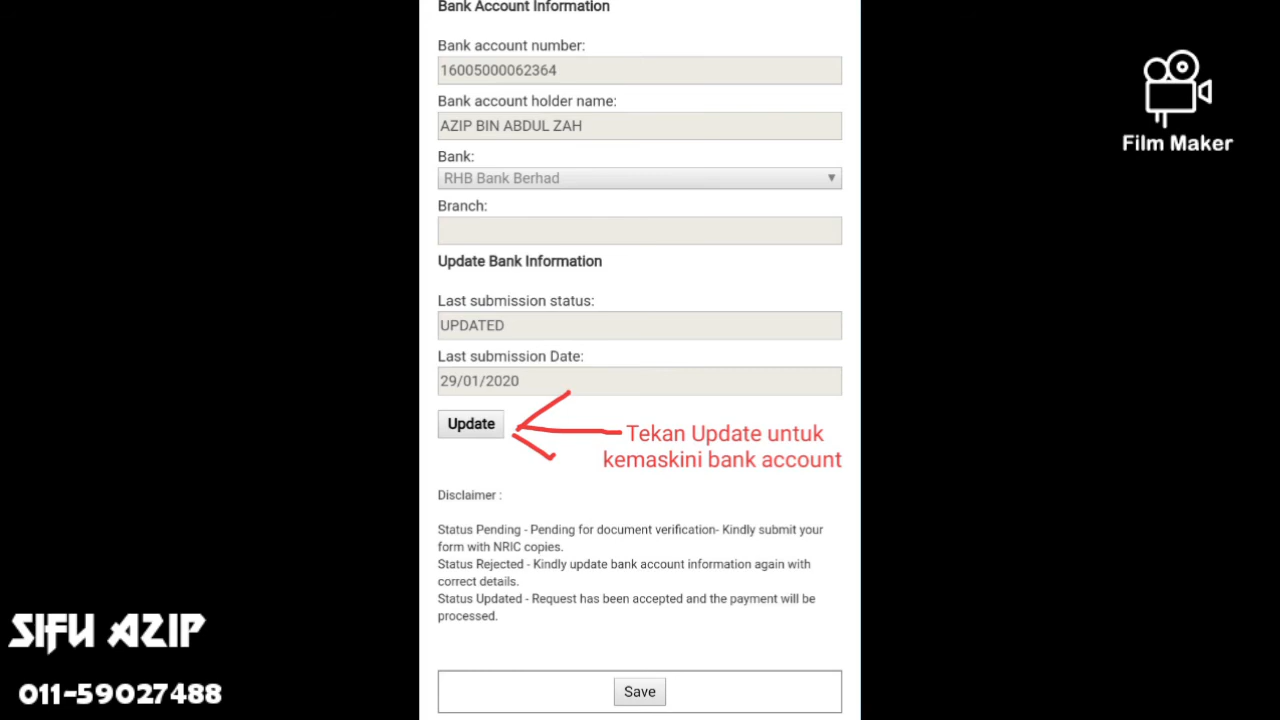 Bank Account Information
Bank account number:
16005000062364
Bank account holder name:
AZIP BIN ABDUL ZAH
Bank:
RHB Bank Berhad
Branch:
Update Bank Information
Last submission status:
UPDATED
Last submission Date:
29/01/2020
Update
Tekan Update untuk
kemaskini bank account
Disclaimer :
Status Pending - Pending for document verification- Kindly submit your
form with NRIC copies.
Status Rejected - Kindly update bank account information again with
correct details.
Status Updated - Request has been accepted and the payment will be
processed.
Save
Film Maker
SIFU AZIP
011-59027488